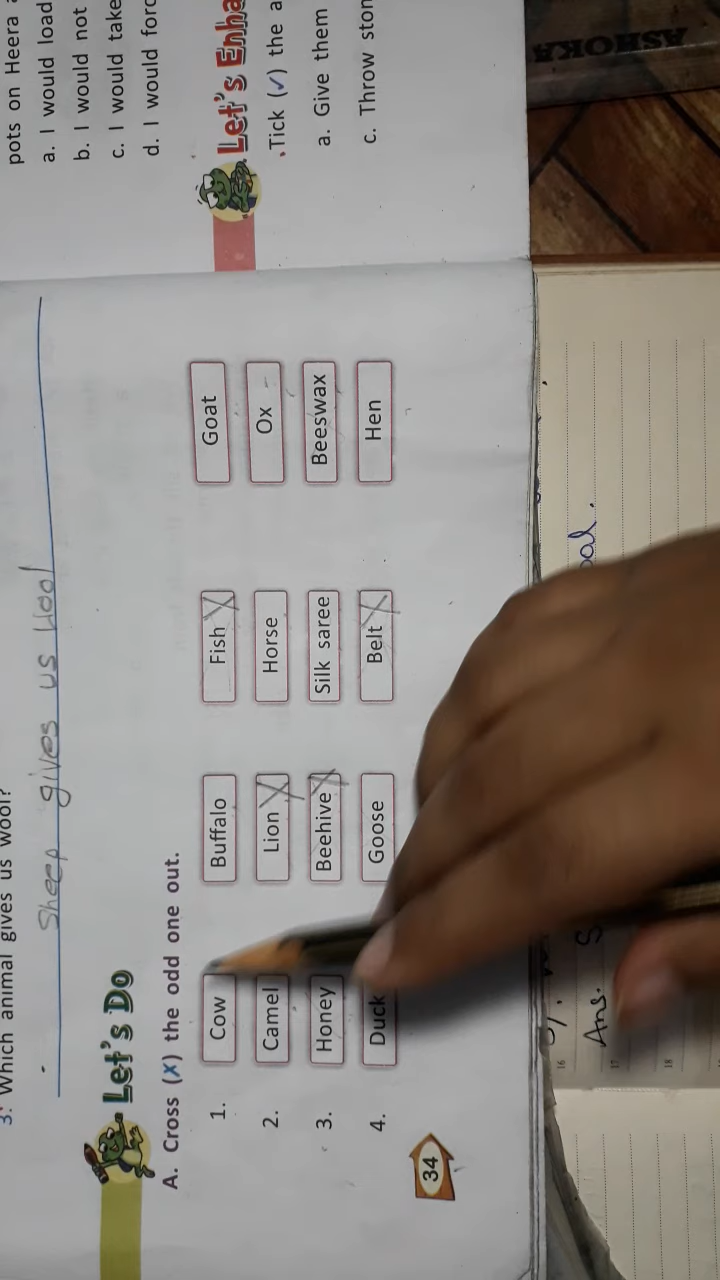 3. Which animal gives us wool?
Sheep gives us wool
Let's Do
A. Cross (X) the odd one out.
1. Cow Buffalo Fish X Goat
2. Camel Lion X Horse Ox
3. Honey Beehive X Silk saree Beeswax
4. Duck Goose Belt X Hen
34
pots on Heera
a. I would load
b. I would not
c. I would take
d. I would forc
Let's Enha
Tick (✓) the a
a. Give them
c. Throw ston
ASHOKA
16
Ans. S
17
18